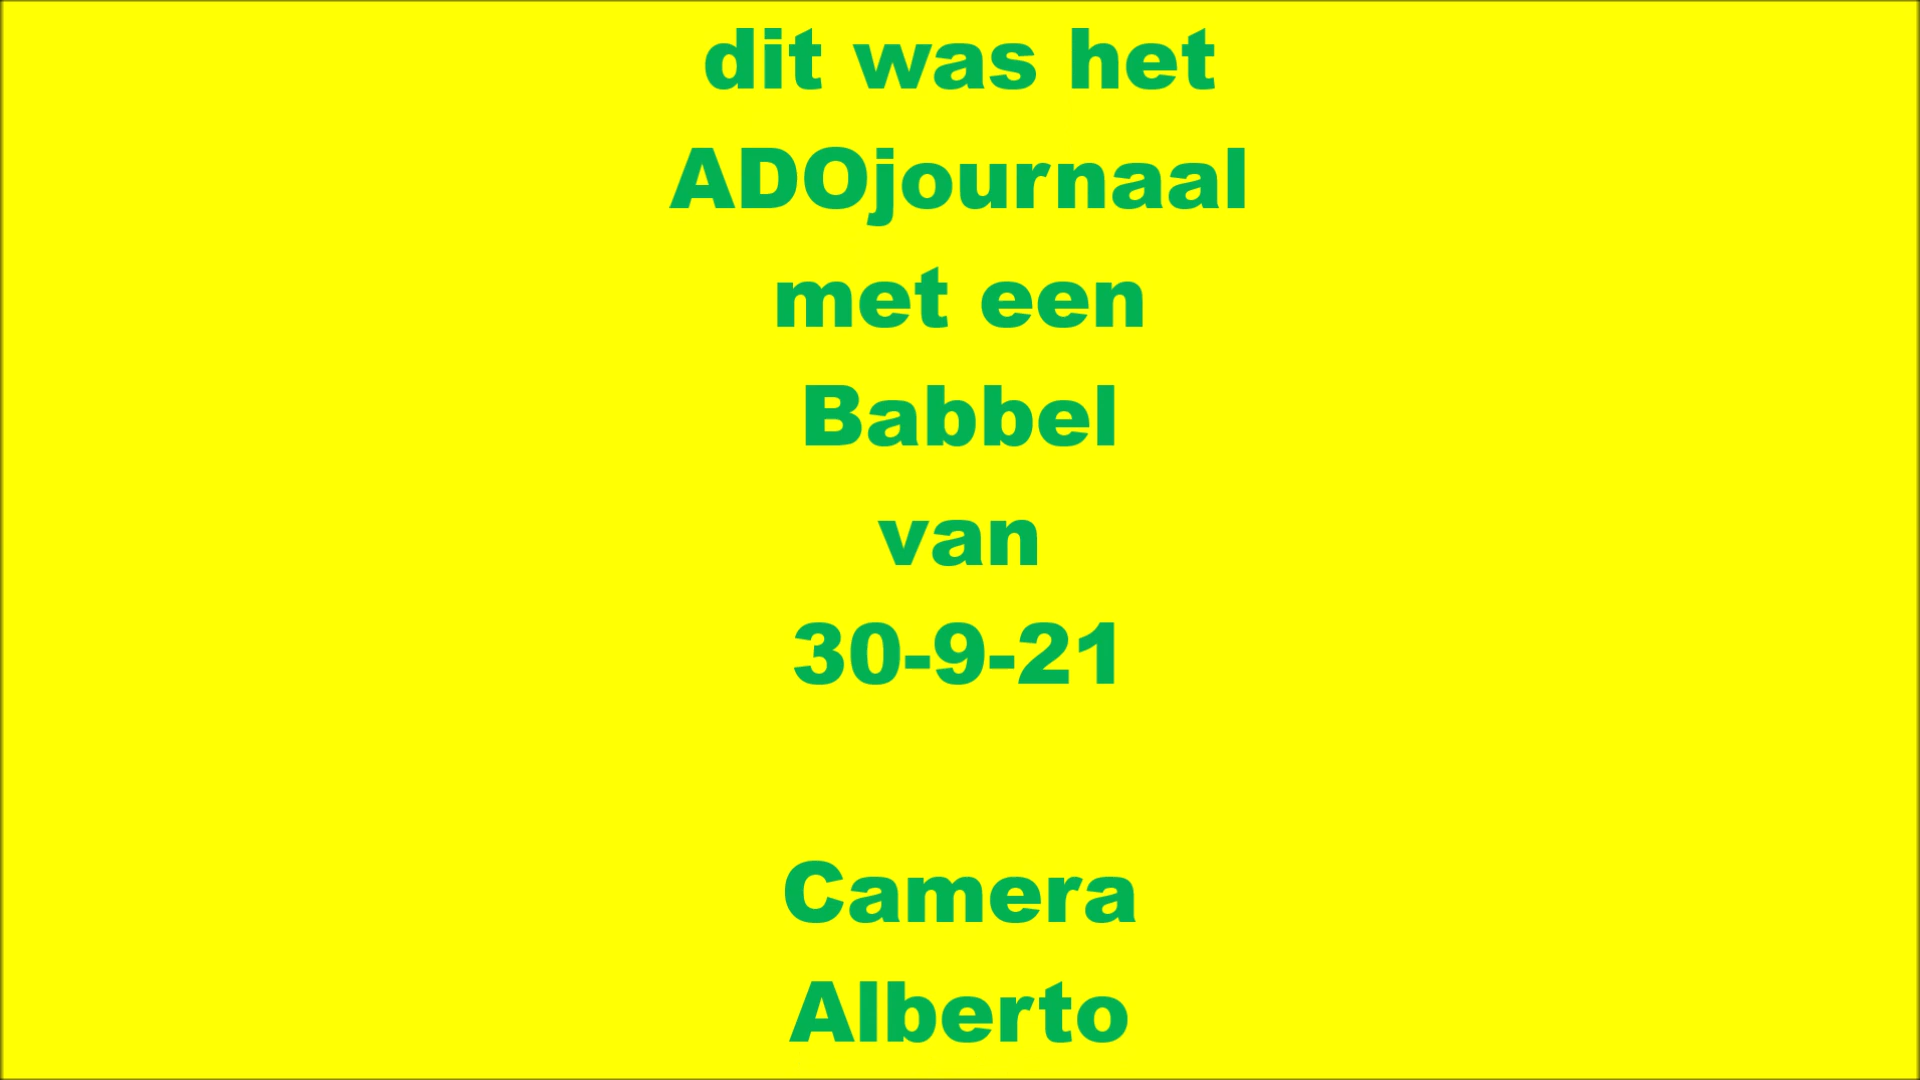 dit was het
ADOjournaal
met een
Babbel
van
30-9-21
Camera
Alberto